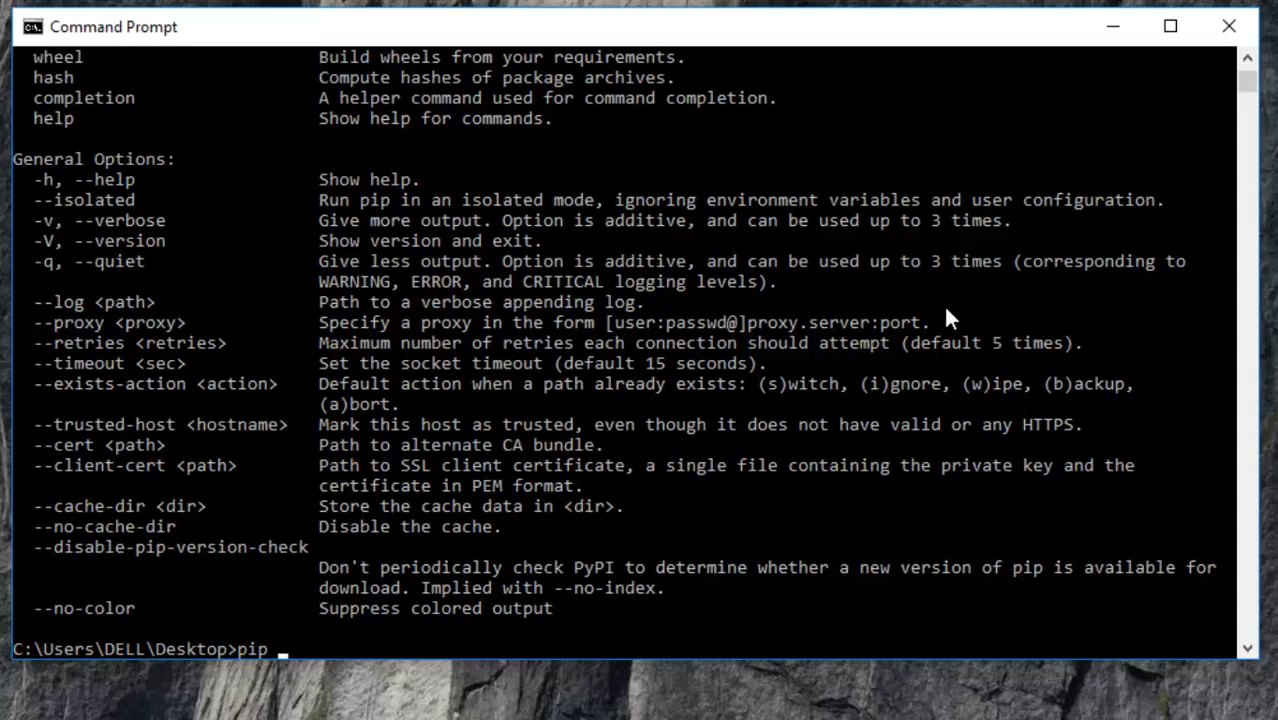 Command Prompt
wheel Build wheels from your requirements.
hash Compute hashes of package archives.
completion A helper command used for command completion.
help Show help for commands.
General Options:
-h, --help Show help.
--isolated Run pip in an isolated mode, ignoring environment variables and user configuration.
-v, --verbose Give more output. Option is additive, and can be used up to 3 times.
-V, --version Show version and exit.
-q, --quiet Give less output. Option is additive, and can be used up to 3 times (corresponding to
WARNING, ERROR, and CRITICAL logging levels).
--log <path> Path to a verbose appending log.
--proxy <proxy> Specify a proxy in the form [user:passwd@]proxy.server:port.
--retries <retries> Maximum number of retries each connection should attempt (default 5 times).
--timeout <sec> Set the socket timeout (default 15 seconds).
--exists-action <action> Default action when a path already exists: (s)witch, (i)gnore, (w)ipe, (b)ackup,
(a)bort.
--trusted-host <hostname> Mark this host as trusted, even though it does not have valid or any HTTPS.
--cert <path> Path to alternate CA bundle.
--client-cert <path> Path to SSL client certificate, a single file containing the private key and the
certificate in PEM format.
--cache-dir <dir> Store the cache data in <dir>.
--no-cache-dir Disable the cache.
--disable-pip-version-check
Don't periodically check PyPI to determine whether a new version of pip is available for
download. Implied with --no-index.
--no-color Suppress colored output
C:\Users\DELL\Desktop>pip